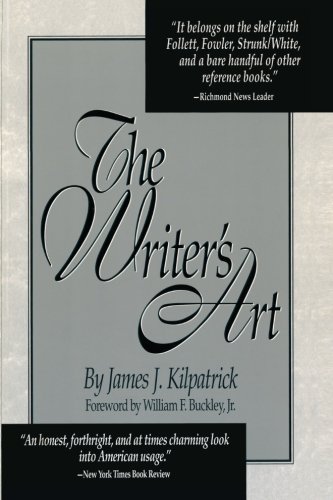 "It belongs on the shelf with
Follett, Fowler, Strunk/White,
and a bare handful of other
reference books."
—Richmond News Leader
The
Writer's
Art
By James J. Kilpatrick
Foreword by William F. Buckley, Jr.
"An honest, forthright, and at times charming look
into American usage."
—New York Times Book Review